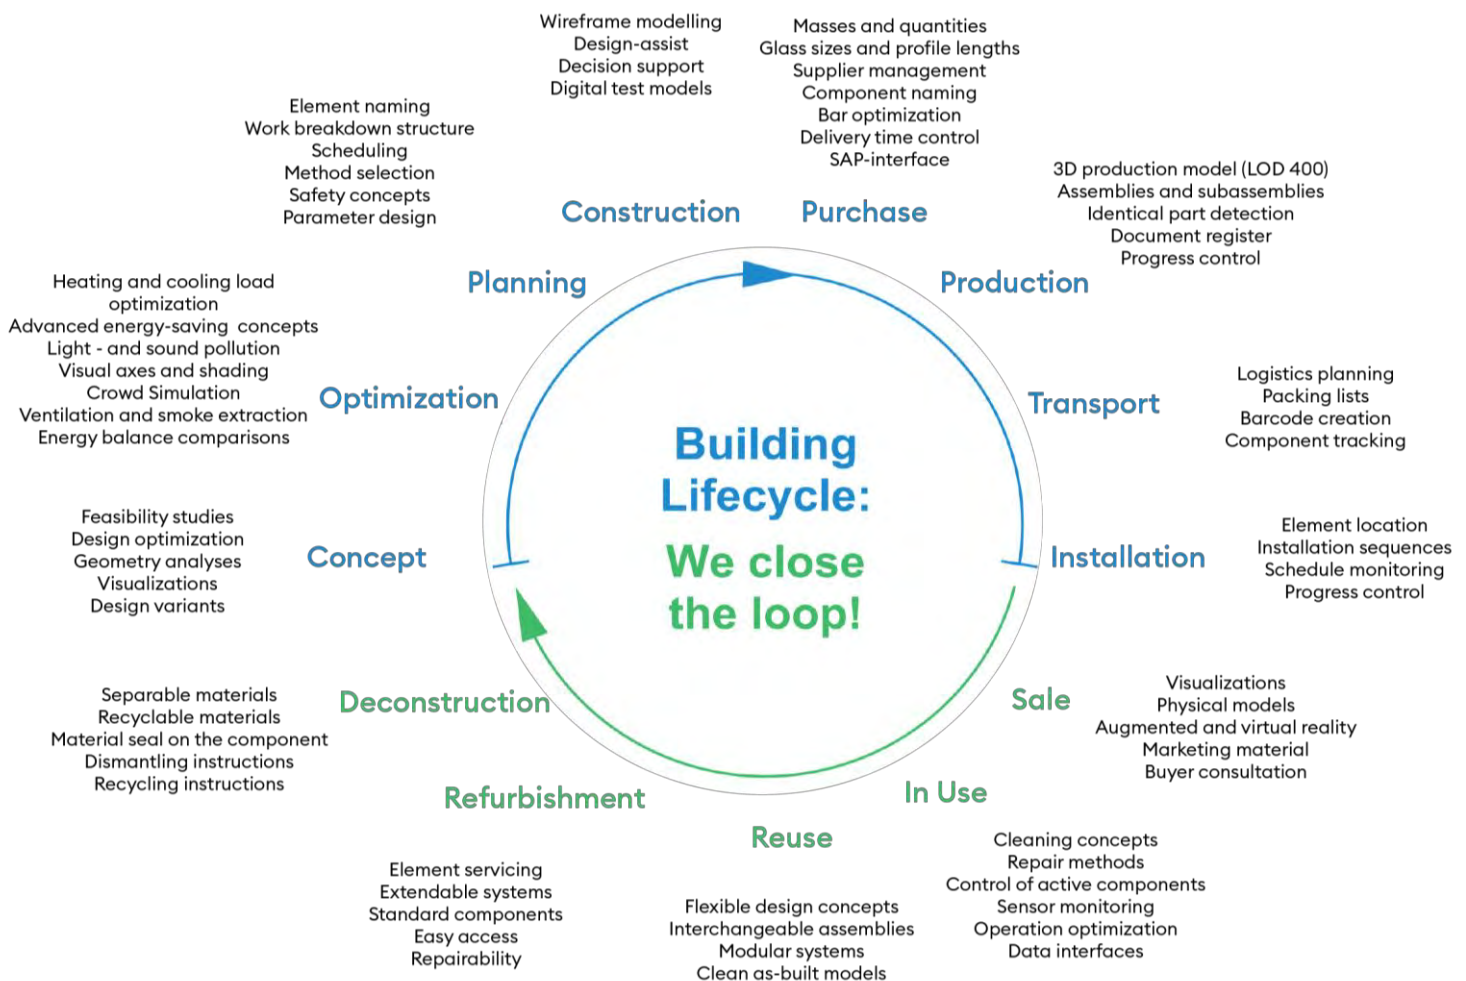 Building
Lifecycle:
We close
the loop!
Concept
Feasibility studies
Design optimization
Geometry analyses
Visualizations
Design variants
Optimization
Heating and cooling load
optimization
Advanced energy-saving concepts
Light - and sound pollution
Visual axes and shading
Crowd Simulation
Ventilation and smoke extraction
Energy balance comparisons
Planning
Element naming
Work breakdown structure
Scheduling
Method selection
Safety concepts
Parameter design
Construction
Wireframe modelling
Design-assist
Decision support
Digital test models
Purchase
Masses and quantities
Glass sizes and profile lengths
Supplier management
Component naming
Bar optimization
Delivery time control
SAP-interface
Production
3D production model (LOD 400)
Assemblies and subassemblies
Identical part detection
Document register
Progress control
Transport
Logistics planning
Packing lists
Barcode creation
Component tracking
Installation
Element location
Installation sequences
Schedule monitoring
Progress control
Sale
Visualizations
Physical models
Augmented and virtual reality
Marketing material
Buyer consultation
In Use
Cleaning concepts
Repair methods
Control of active components
Sensor monitoring
Operation optimization
Data interfaces
Reuse
Flexible design concepts
Interchangeable assemblies
Modular systems
Clean as-built models
Refurbishment
Element servicing
Extendable systems
Standard components
Easy access
Repairability
Deconstruction
Separable materials
Recyclable materials
Material seal on the component
Dismantling instructions
Recycling instructions